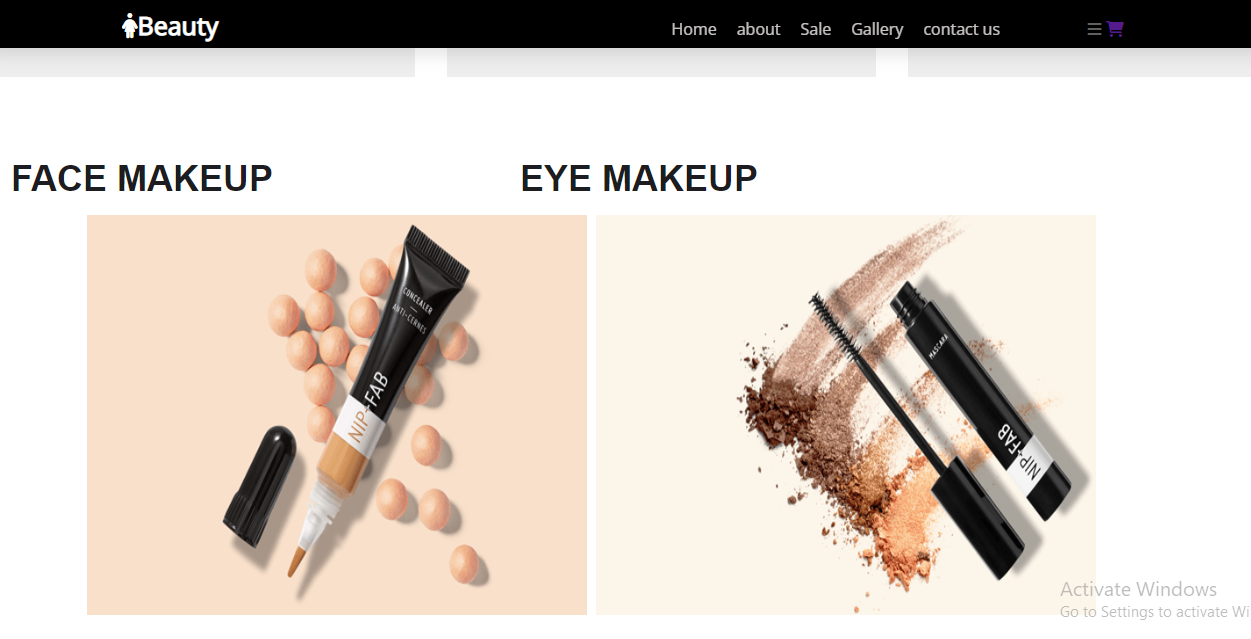 Beauty
Home about Sale Gallery contact us
FACE MAKEUP
EYE MAKEUP
CONCEALER
ANTI-CERNES
NIP+FAB
MASCARA
NIP+FAB
Activate Windows
Go to Settings to activate Wi